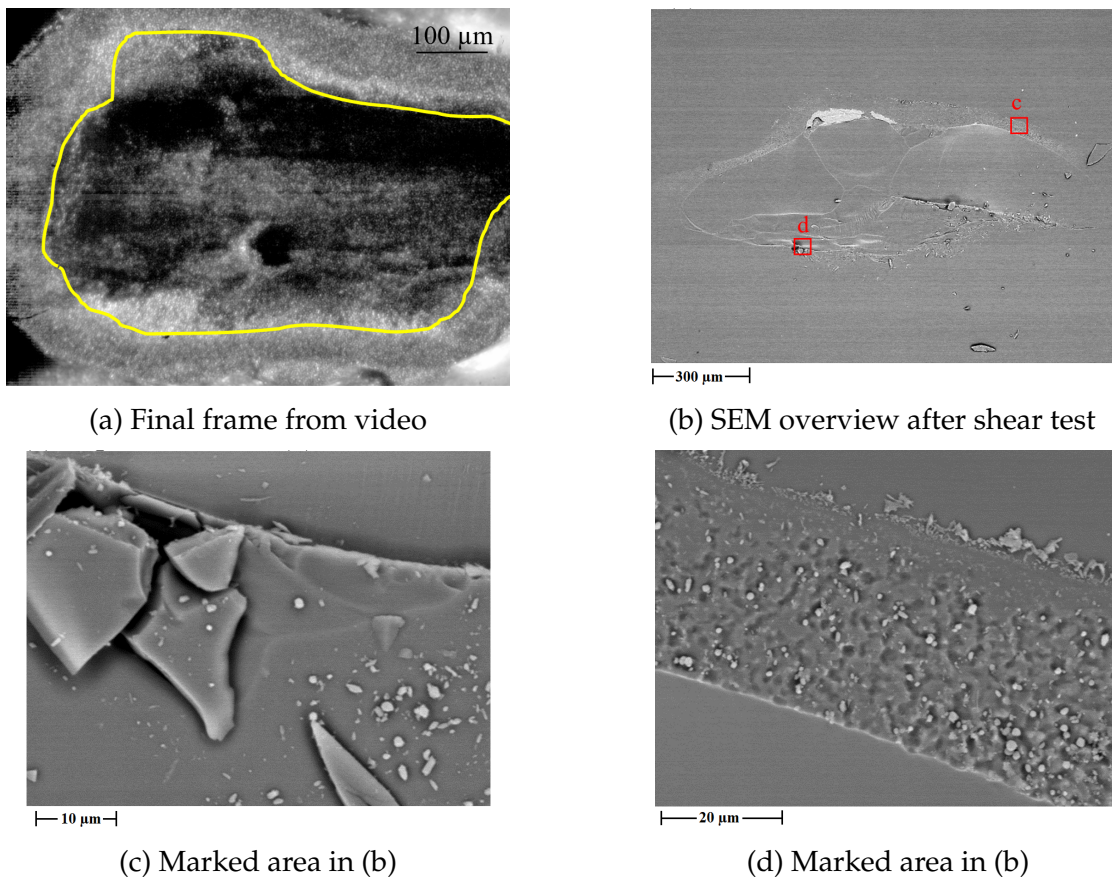 100 µm
c
d
300 µm
(a) Final frame from video
(b) SEM overview after shear test
10 µm
20 µm
(c) Marked area in (b)
(d) Marked area in (b)